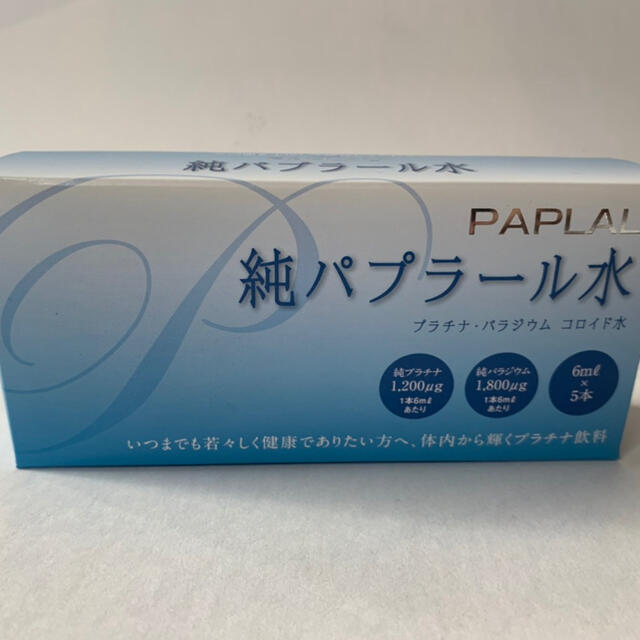 純パプラール水
PAPLAL
純パプラール水
プラチナ・パラジウム コロイド水
純プラチナ
1,200μg
1本6mℓ
あたり
純パラジウム
1,800μg
1本6mℓ
あたり
6mℓ
×
5本
いつまでも若々しく健康でありたい方へ、体内から輝くプラチナ飲料